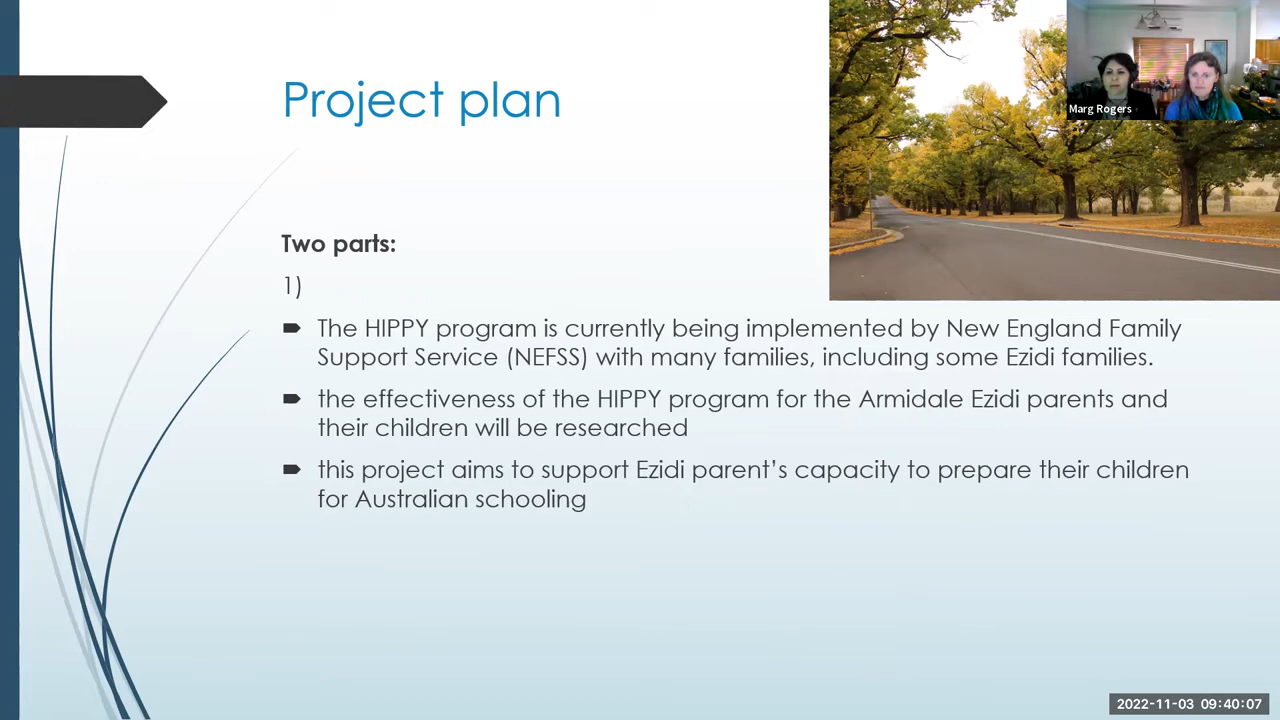 Project plan
Marg Rogers
Two parts:
1)
The HIPPY program is currently being implemented by New England Family
Support Service (NEFSS) with many families, including some Ezidi families.
the effectiveness of the HIPPY program for the Armidale Ezidi parents and
their children will be researched
this project aims to support Ezidi parent’s capacity to prepare their children
for Australian schooling
2022-11-03 09:40:07